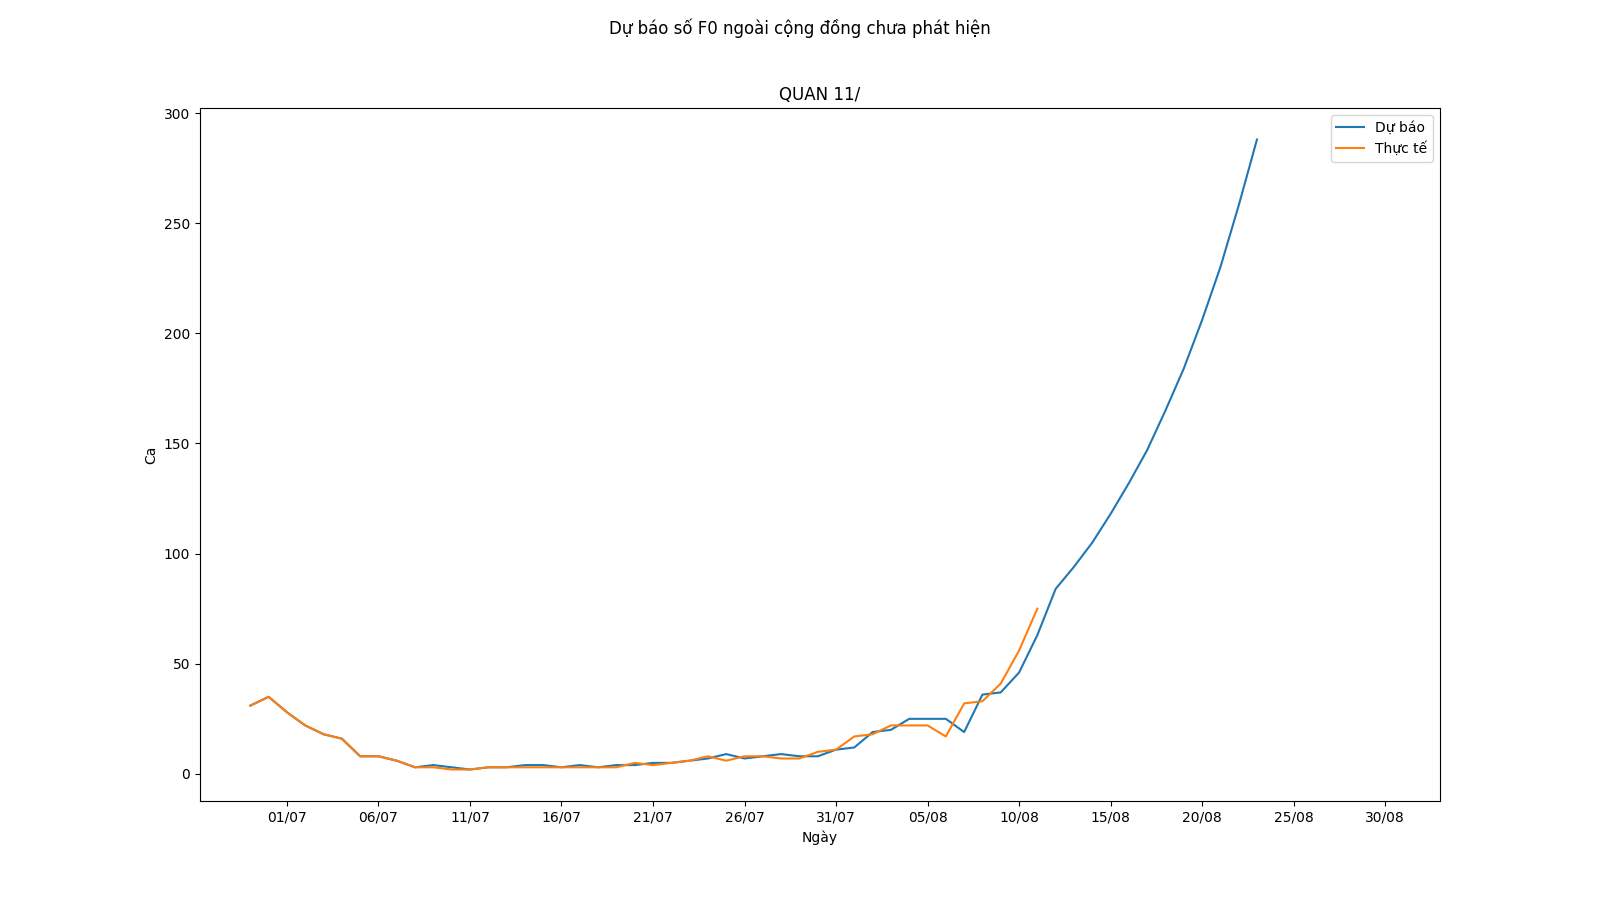 Dự báo số F0 ngoài cộng đồng chưa phát hiện
QUAN 11/
300
250
200
150
100
50
0
Ca
Dự báo
Thực tế
01/07 06/07 11/07 16/07 21/07 26/07 31/07 05/08 10/08 15/08 20/08 25/08 30/08
Ngày